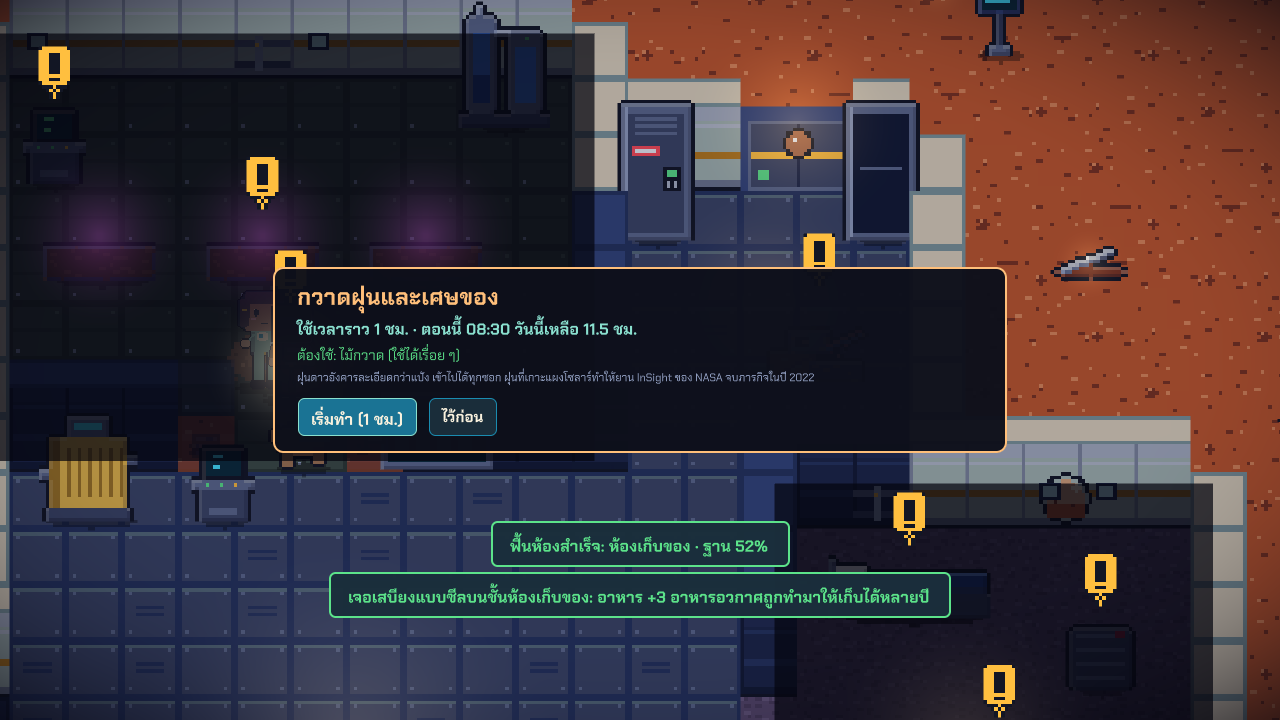 กวาดฝุ่นและเศษของ
ใช้เวลาราว 1 ชม. · ตอนนี้ 08:30 วันนี้เหลือ 11.5 ชม.
ต้องใช้: ไม้กวาด (ใช้ได้เรื่อย ๆ)
ฝุ่นดาวอังคารละเอียดกว่าแป้ง เข้าไปได้ทุกซอก ฝุ่นที่เกาะแผงโซลาร์ทำให้ยาน InSight ของ NASA จบภารกิจในปี 2022
เริ่มทำ (1 ชม.)
ไว้ก่อน
ฟื้นห้องสำเร็จ: ห้องเก็บของ · ฐาน 52%
เจอเสบียงแบบซีลบนชั้นห้องเก็บของ: อาหาร +3 อาหารอวกาศถูกทำมาให้เก็บได้หลายปี